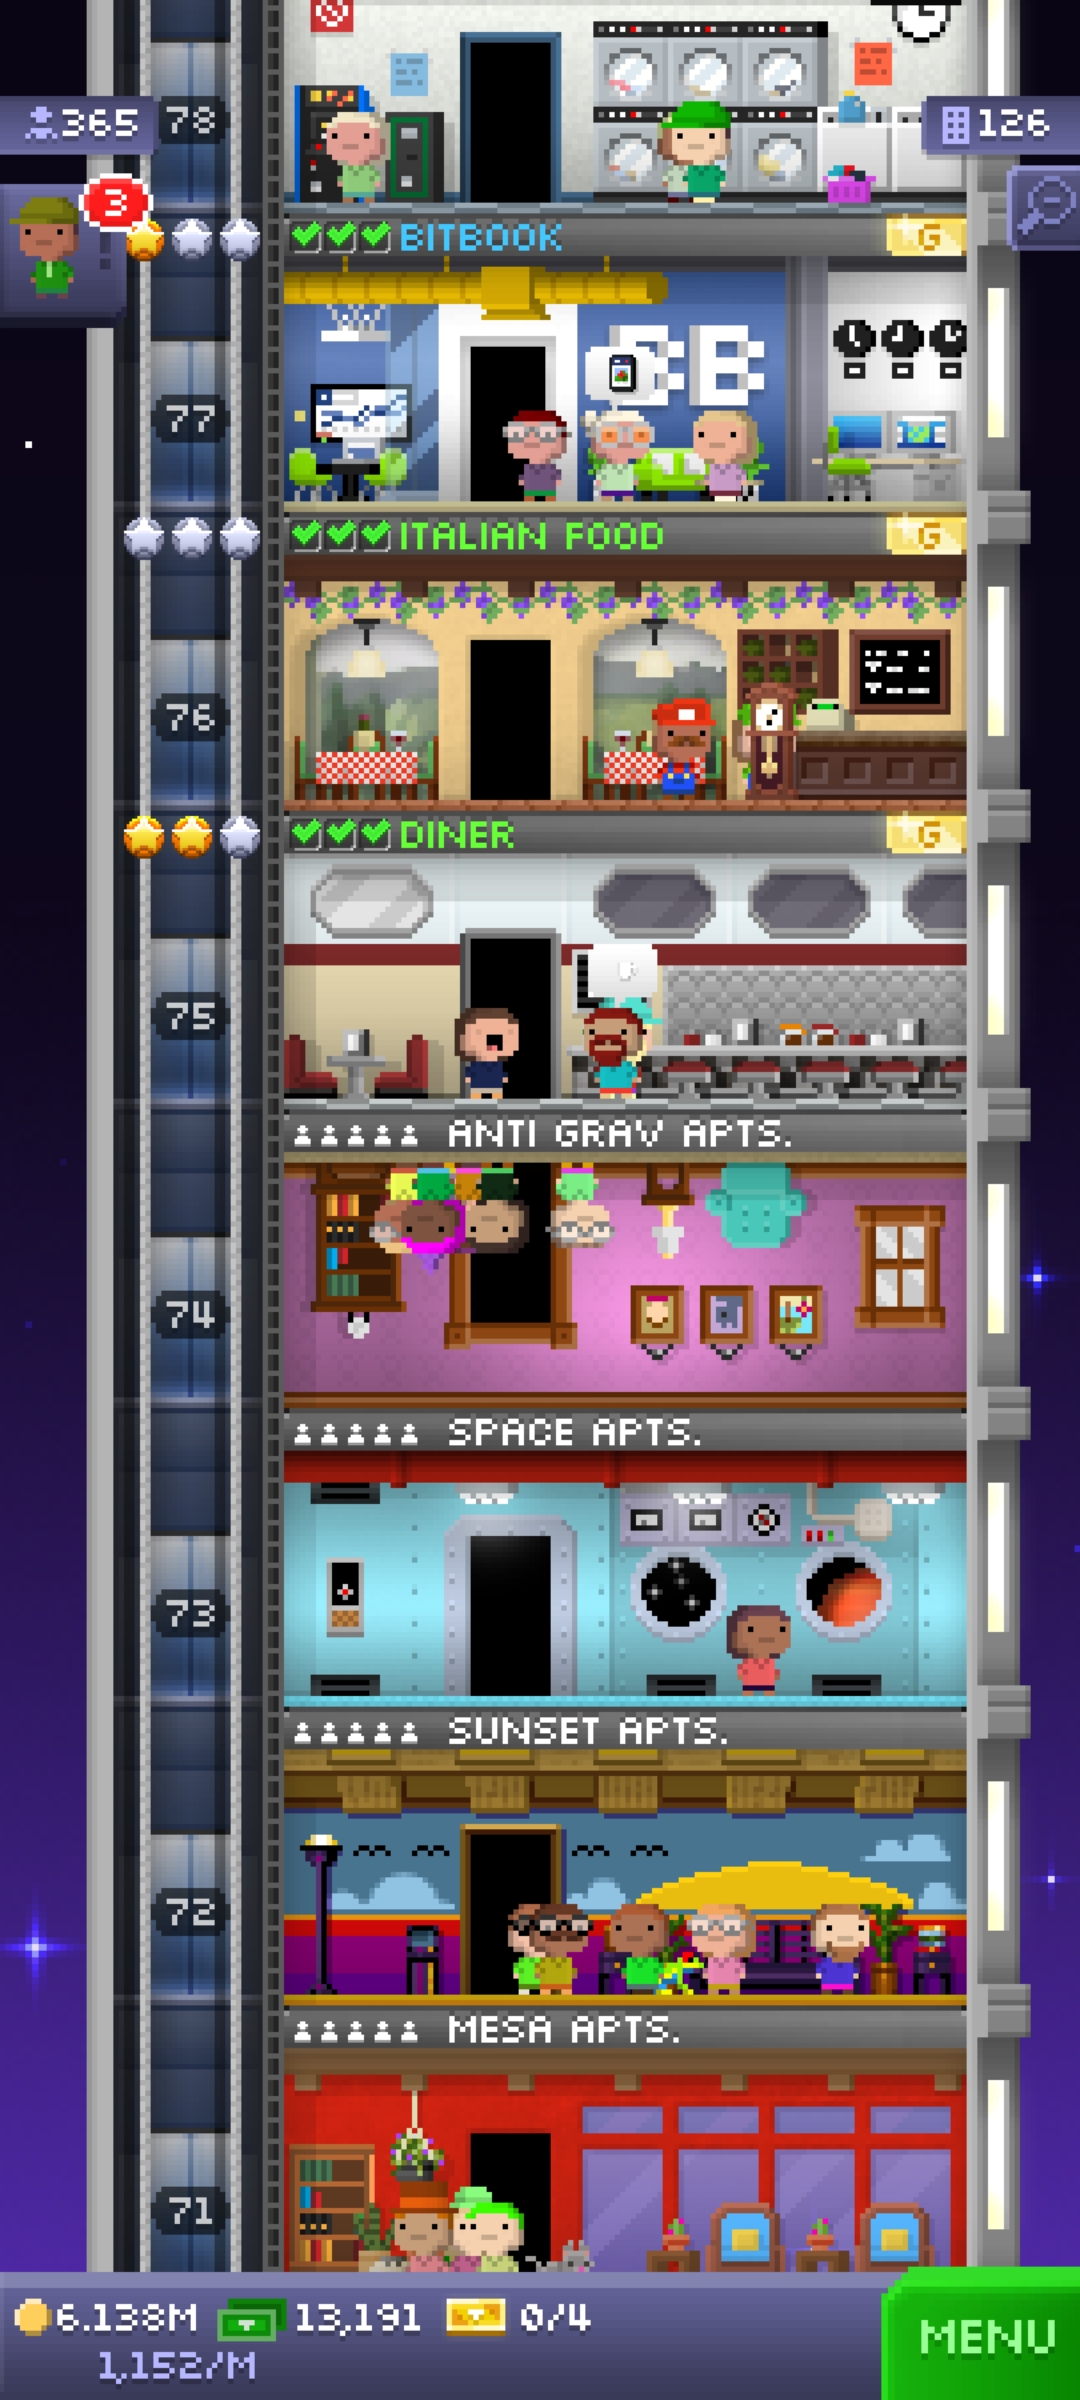 365
78
126
3
BITBOOK
G
BB
77
ITALIAN FOOD
G
76
DINER
G
75
ANTI GRAV APTS.
74
SPACE APTS.
73
SUNSET APTS.
72
MESA APTS.
71
6.138M
13,191
0/4
1,152/M
MENU